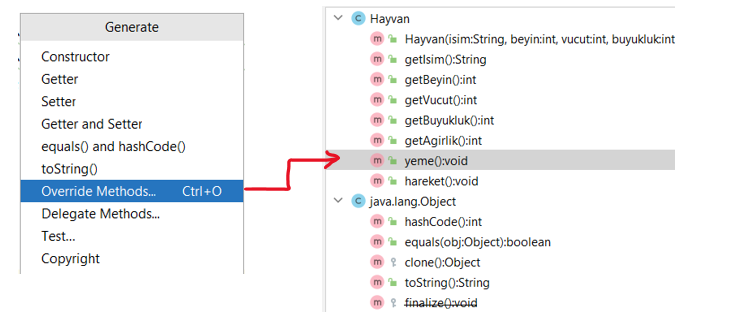 Generate
Constructor
Getter
Setter
Getter and Setter
equals() and hashCode()
toString()
Override Methods... Ctrl+O
Delegate Methods...
Test...
Copyright
Hayvan
Hayvan(isim:String, beyin:int, vucut:int, buyukluk:int
getIsim():String
getBeyin():int
getVucut():int
getBuyukluk():int
getAgirlik():int
yeme():void
hareket():void
java.lang.Object
hashCode():int
equals(obj:Object):boolean
clone():Object
toString():String
finalize():void